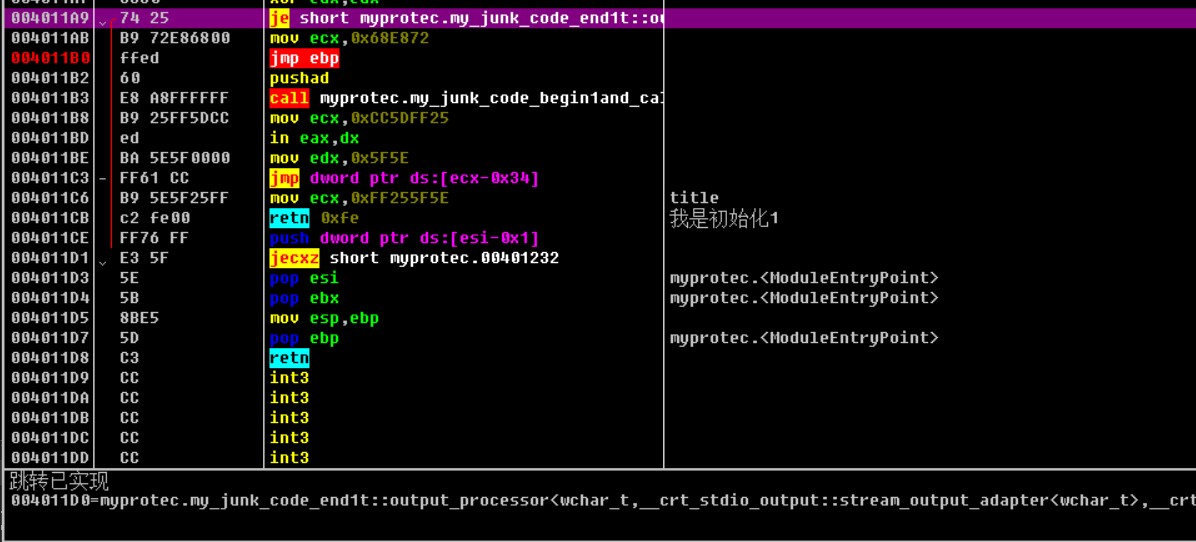 004011A9 74 25 je short myprotec.my_junk_code_end1t::ou
004011AB B9 72E86800 mov ecx,0x68E872
004011B0 ffed jmp ebp
004011B2 60 pushad
004011B3 E8 A8FFFFFF call myprotec.my_junk_code_begin1and_cal
004011B8 B9 25FF5DCC mov ecx,0xCC5DFF25
004011BD ed in eax,dx
004011BE BA 5E5F0000 mov edx,0x5F5E
004011C3 - FF61 CC jmp dword ptr ds:[ecx-0x34]
004011C6 B9 5E5F25FF mov ecx,0xFF255F5E title
004011CB c2 fe00 retn 0xfe 我是初始化1
004011CE FF76 FF push dword ptr ds:[esi-0x1]
004011D1 E3 5F jecxz short myprotec.00401232
004011D3 5E pop esi myprotec.<ModuleEntryPoint>
004011D4 5B pop ebx myprotec.<ModuleEntryPoint>
004011D5 8BE5 mov esp,ebp
004011D7 5D pop ebp myprotec.<ModuleEntryPoint>
004011D8 C3 retn
004011D9 CC int3
004011DA CC int3
004011DB CC int3
004011DC CC int3
004011DD CC int3
跳转已实现
004011D0=myprotec.my_junk_code_end1t::output_processor<wchar_t,__crt_stdio_output::stream_output_adapter<wchar_t>,__crt